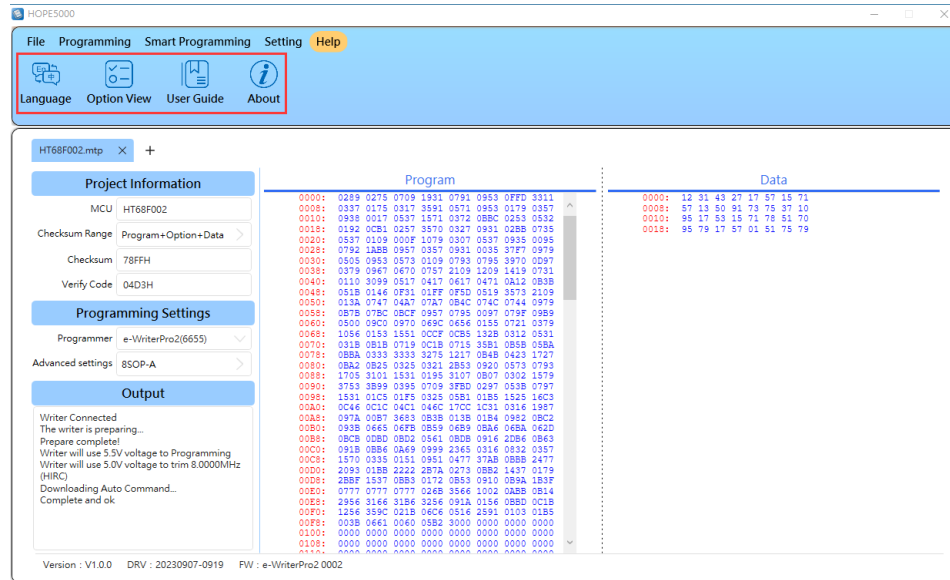 HOPE5000
File Programming Smart Programming Setting Help
Language Option View User Guide About
HT68F002.mtp
Project Information
MCU HT68F002
Checksum Range Program+Option+Data
Checksum 78FFH
Verify Code 04D3H
Programming Settings
Programmer e-WriterPro2(6655)
Advanced settings 8SOP-A
Output
Writer Connected
The writer is preparing...
Prepare complete!
Writer will use 5.5V voltage to Programming
Writer will use 5.0V voltage to trim 8.0000MHz
(HIRC)
Downloading Auto Command...
Complete and ok
Program
0000: 0289 0275 0709 1931 0791 0953 0FFD 3311
0008: 0337 0175 0317 3591 0571 0953 0179 0357
0010: 0938 0017 0537 1571 0372 0BBC 0253 0532
0018: 0192 0CB1 0257 3570 0327 0931 02BB 0735
0020: 0537 0109 000F 1079 0307 0537 0935 0095
0028: 0792 1ABB 0957 0357 0931 0035 37F7 0979
0030: 0505 0953 0573 0109 0793 0795 3970 0D97
0038: 0379 0967 0670 0757 2109 1209 1419 0731
0040: 0110 3099 0517 0417 0617 0471 0A12 0B3B
0048: 051B 0146 0F31 01FF 0F5D 0519 3573 2109
0050: 013A 0747 04A7 07A7 0B4C 074C 0744 0979
0058: 0B7B 07BC 0BCF 0957 0795 0097 079F 09B9
0060: 0500 09C0 0970 069C 0656 0155 0721 0379
0068: 1056 0153 1551 0CCF 0CB5 132B 0312 0531
0070: 031B 0B1B 0719 0C1B 0715 35B1 0B5B 05BA
0078: 0BBA 0333 3333 3275 1217 0B4B 0423 1727
0080: 0BA2 0B25 0325 0321 2B53 0920 0573 0793
0088: 1705 3101 1531 0195 3107 0B07 0302 1579
0090: 3753 3B99 0395 0709 3FBD 0297 053B 0797
0098: 1531 01C5 01F5 0325 05B1 01B5 1525 16C3
00A0: 0C46 0C1C 04C1 046C 17CC 1C31 0316 1987
00A8: 097A 00B7 3683 0B3B 013B 01B4 0982 0BC2
00B0: 093B 0665 06FB 0B59 06B9 0BA6 06BA 062D
00B8: 0BCB 0DBD 0BD2 0561 0BDB 0916 2DB6 0B63
00C0: 091B 0BB6 0A69 0999 2365 0316 0832 0357
00C8: 1570 0335 0151 0951 0477 37AB 0BBB 2477
00D0: 2093 01BB 2222 2B7A 0273 0BB2 1437 0179
00D8: 2BBF 1537 0BB3 0172 0B53 0910 0B9A 1B3F
00E0: 0777 0777 0777 026B 3566 1002 0ABB 0B14
00E8: 2956 3166 31B6 3256 091A 0156 0BBD 0C1B
00F0: 1256 359C 021B 06C6 0516 2591 0103 01B5
00F8: 003B 0661 0060 05B2 3000 0000 0000 0000
0100: 0000 0000 0000 0000 0000 0000 0000 0000
0108: 0000 0000 0000 0000 0000 0000 0000 0000
Data
0000: 12 31 43 27 17 57 15 71
0008: 57 13 50 91 73 75 37 10
0010: 95 17 53 15 71 78 51 70
0018: 95 79 17 57 01 51 75 79
Version : V1.0.0 DRV : 20230907-0919 FW : e-WriterPro2 0002